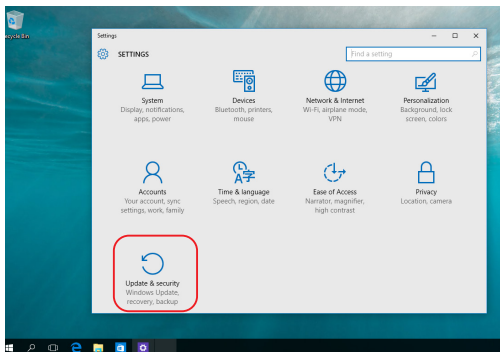 ecycle Bin
Settings
SETTINGS
Find a setting
System
Display, notifications,
apps, power
Devices
Bluetooth, printers,
mouse
Network & Internet
Wi-Fi, airplane mode,
VPN
Personalization
Background, lock
screen, colors
Accounts
Your account, sync
settings, work, family
Time & language
Speech, region, date
Ease of Access
Narrator, magnifier,
high contrast
Privacy
Location, camera
Update & security
Windows Update,
recovery, backup